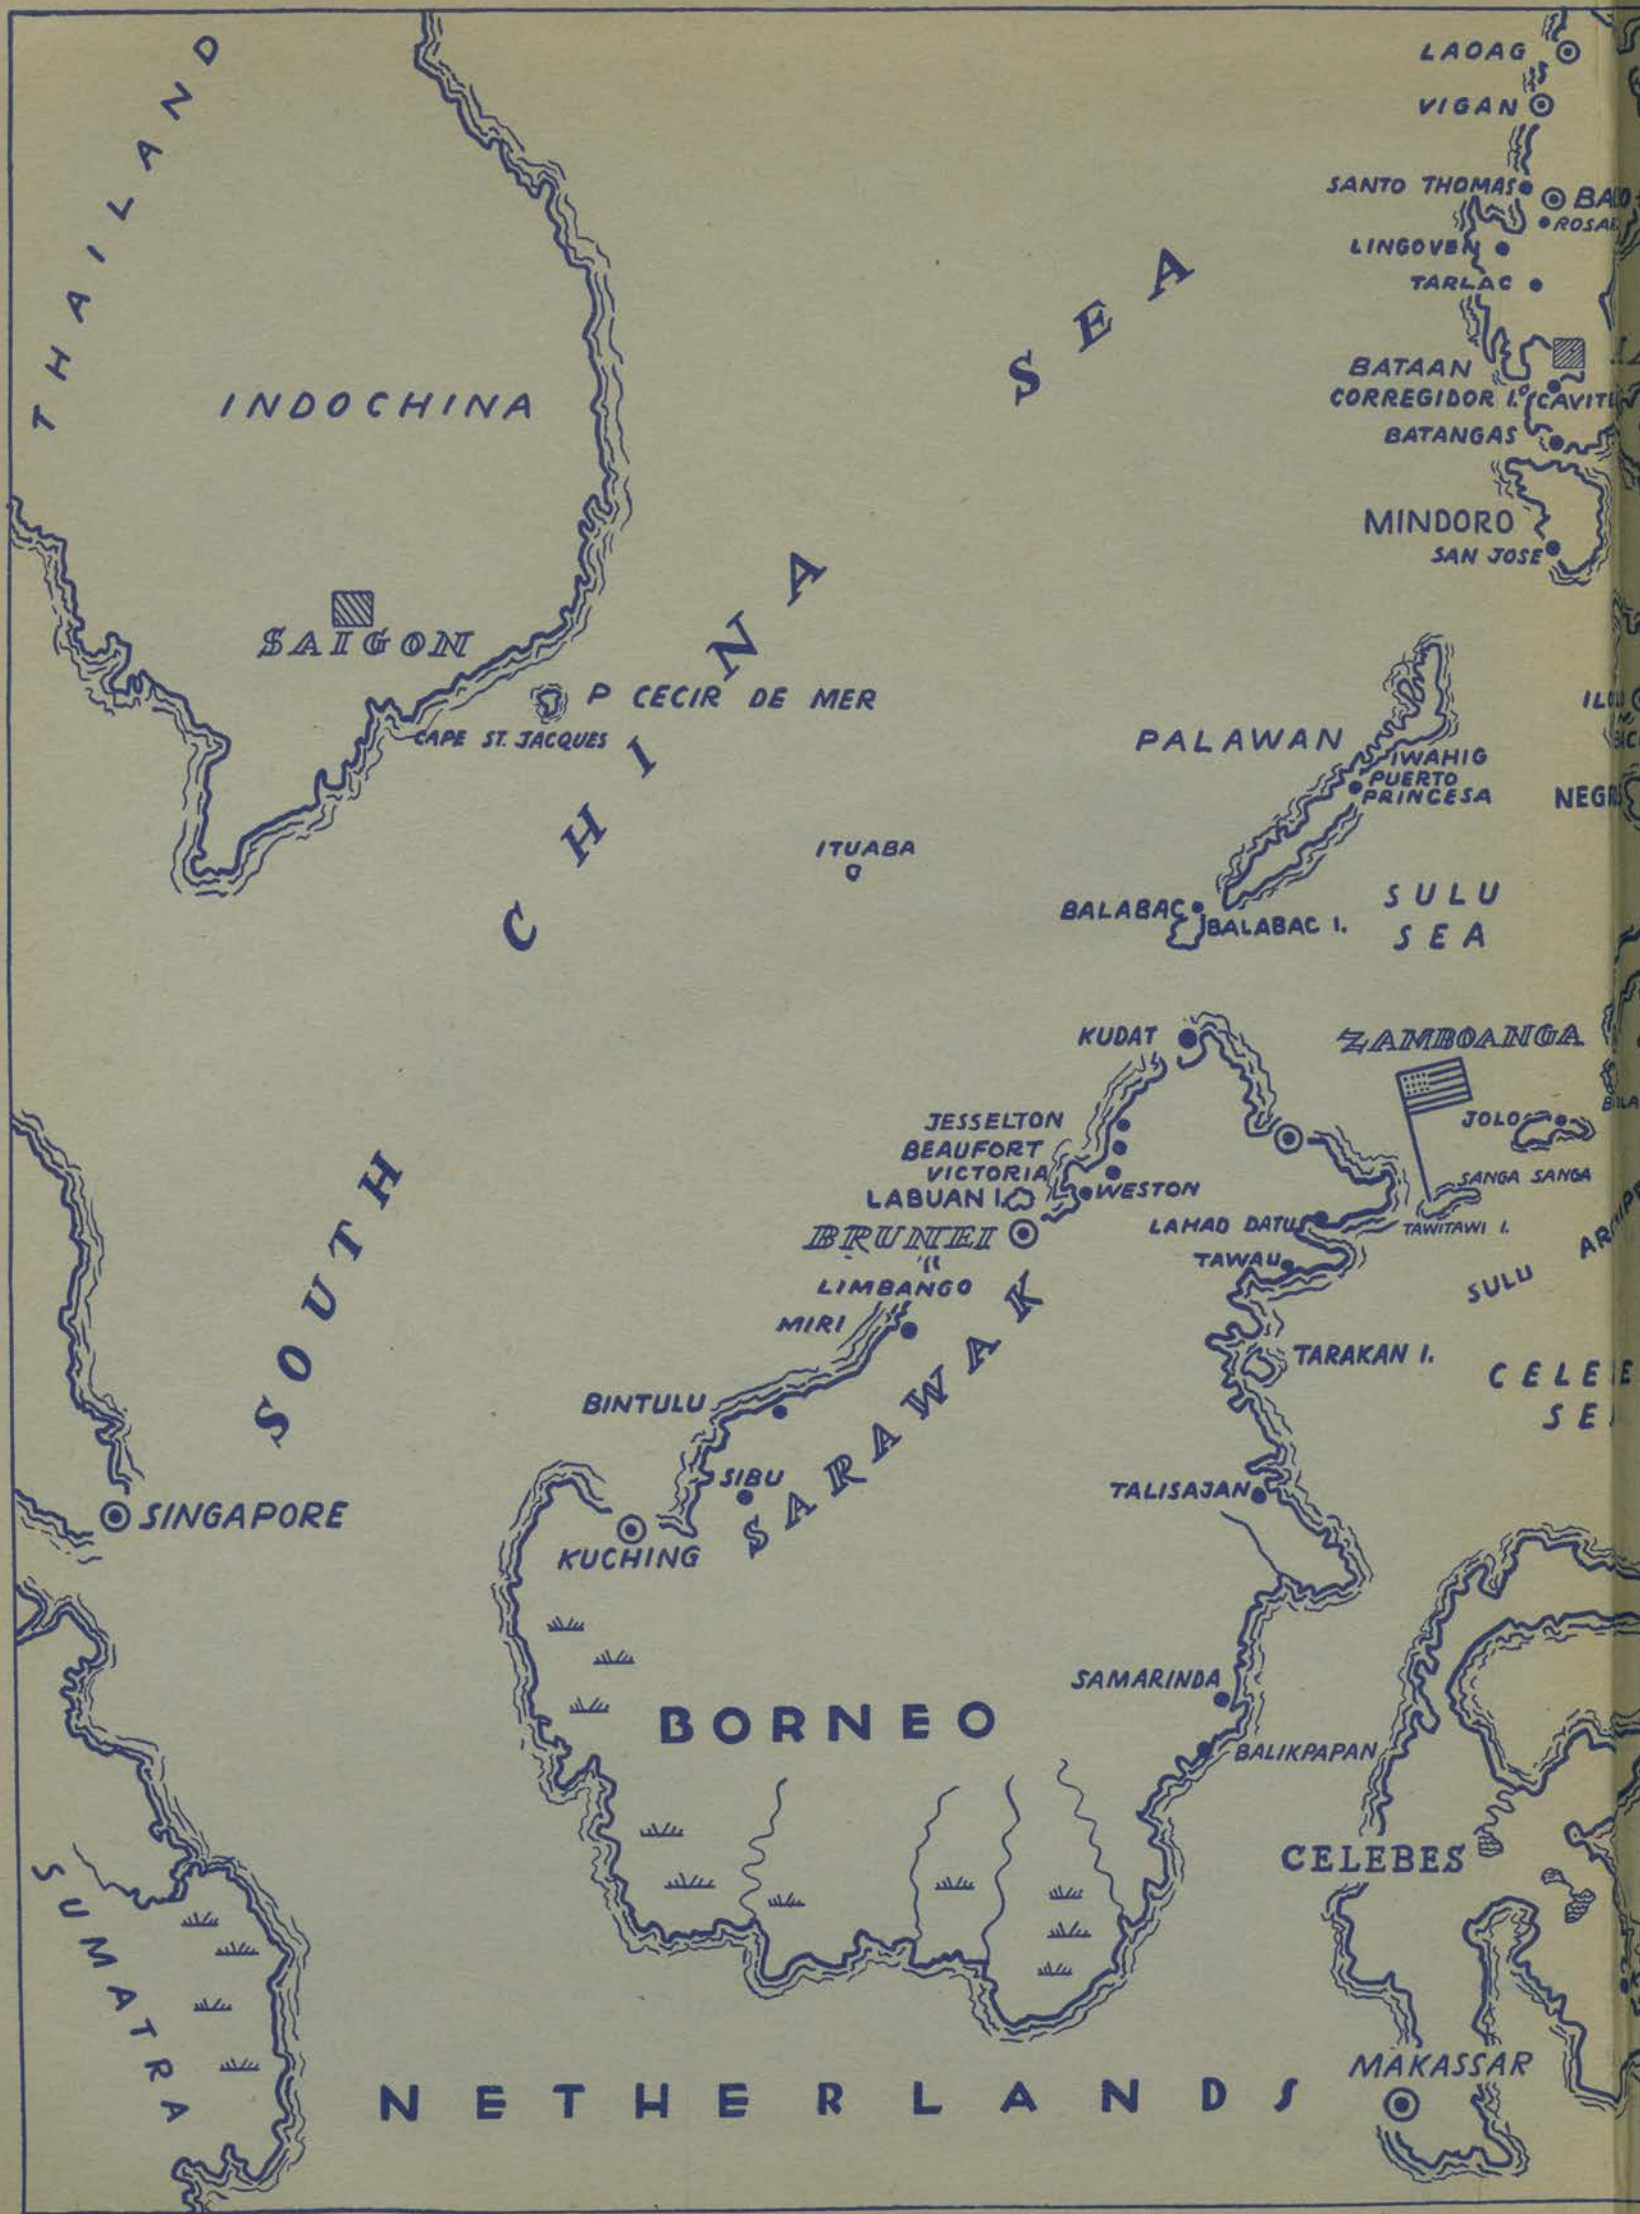 LAOAG
VIGAN
THAILAND
SANTO THOMAS
LINGOVEN
TARLAC
SEA
BATAAN
CORREGIDOR I.
INDOCHINA
BATANGAS
MINDORO
SAN JOSE
SAIGON
CHINA
P CECIR DE MER
CAPE ST. JACQUES
PALAWAN
IWAHIG
PUERTO
PRINCESA
ITUABA
BALABAC
BALABAC I.
SULU
SEA
KUDAT
ZAMBOANGA
JESSELTON
JOLO
BEAUFORT
VICTORIA
SANGA SANGA
LABUAN I.
WESTON
BRUNEI
LAHAD DATU
TAWITAWI I.
TAWAU
SOUTH
LIMBANGO
SULU
MIRI
SARAWAK
TARAKAN I.
BINTULU
SIBU
TALISAJAN
SINGAPORE
KUCHING
SAMARINDA
BORNEO
BALIKPAPAN
CELEBES
SUMATRA
MAKASSAR
NETHERLANDS